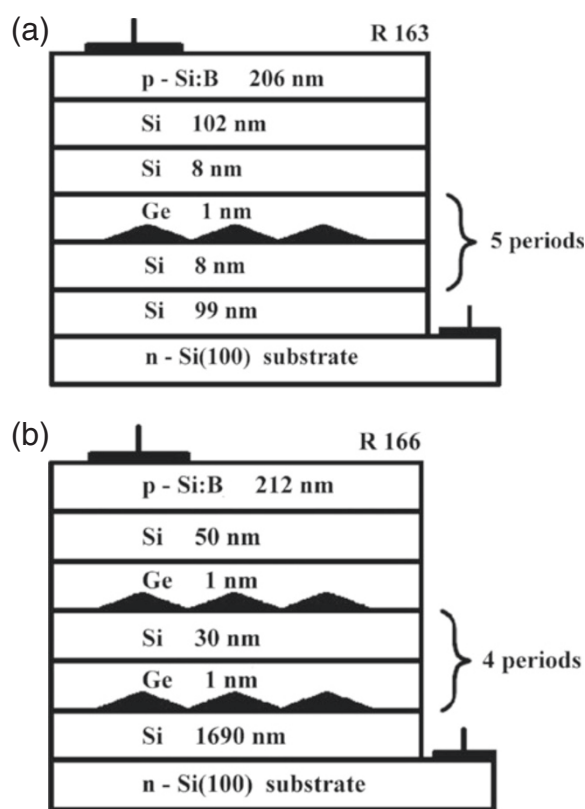 (a)
R 163
p - Si:B 206 nm
Si 102 nm
Si 8 nm
Ge 1 nm
5 periods
Si 8 nm
Si 99 nm
n - Si(100) substrate
(b)
R 166
p - Si:B 212 nm
Si 50 nm
Ge 1 nm
Si 30 nm
4 periods
Ge 1 nm
Si 1690 nm
n - Si(100) substrate